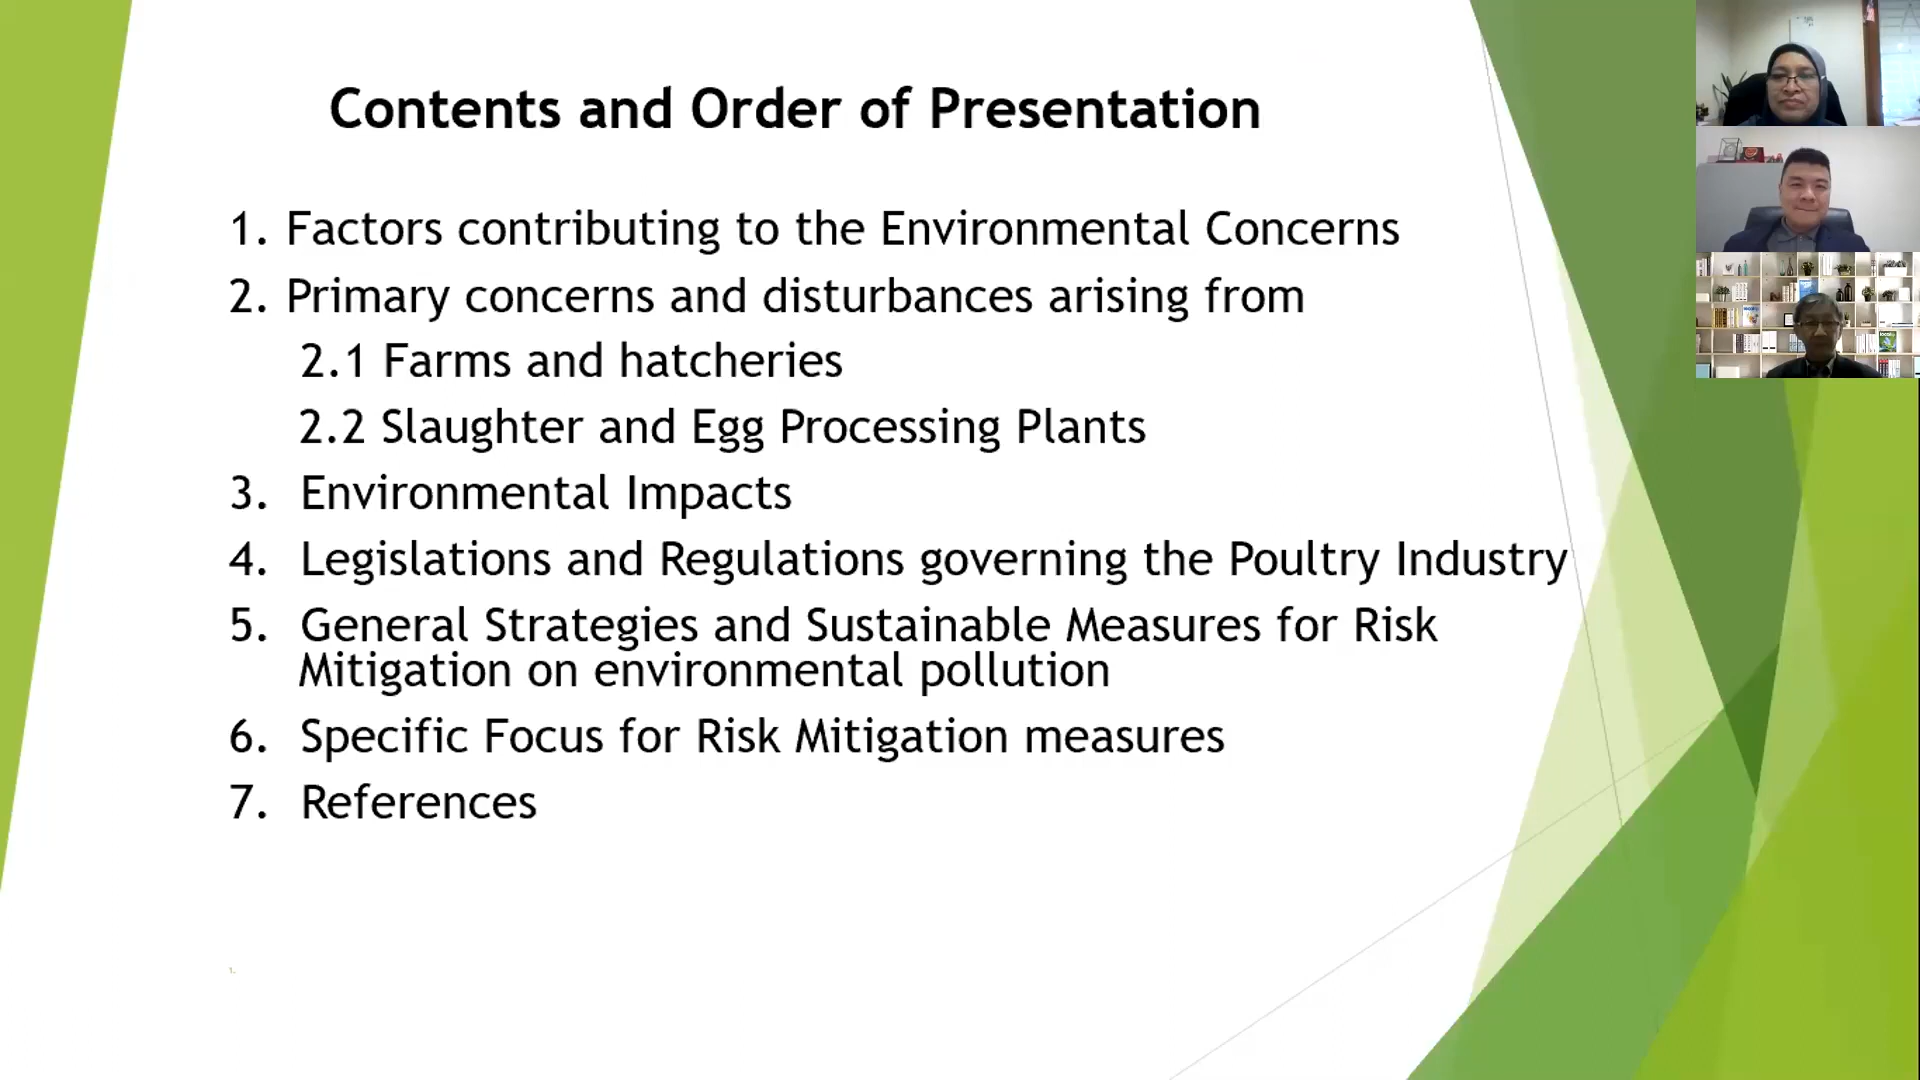 Contents and Order of Presentation
1. Factors contributing to the Environmental Concerns
2. Primary concerns and disturbances arising from
2.1 Farms and hatcheries
2.2 Slaughter and Egg Processing Plants
3. Environmental Impacts
4. Legislations and Regulations governing the Poultry Industry
5. General Strategies and Sustainable Measures for Risk
Mitigation on environmental pollution
6. Specific Focus for Risk Mitigation measures
7. References
1.